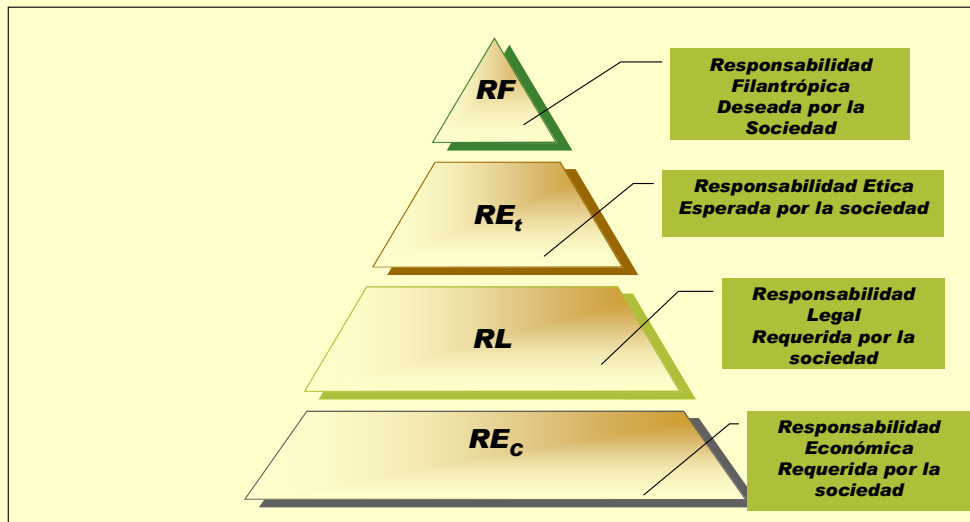 RF
Responsabilidad
Filantrópica
Deseada por la
Sociedad
REt
Responsabilidad Etica
Esperada por la sociedad
RL
Responsabilidad
Legal
Requerida por la
sociedad
REC
Responsabilidad
Económica
Requerida por la
sociedad